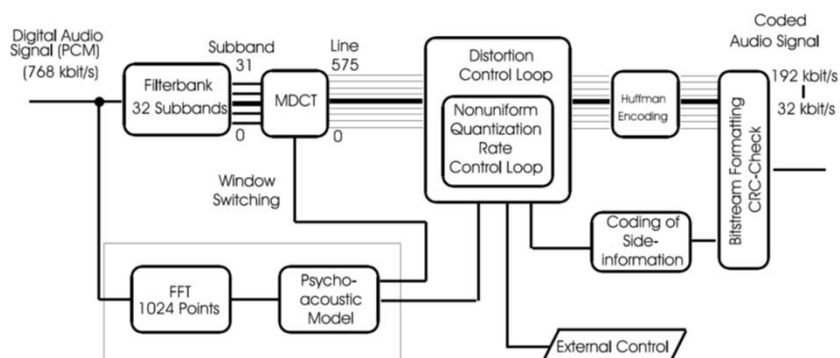 Digital Audio
Signal (PCM)
(768 kbit/s)
Filterbank
32 Subbands
Subband
31
0
MDCT
Line
575
0
Window
Switching
FFT
1024 Points
Psycho-
acoustic
Model
Distortion
Control Loop
Nonuniform
Quantization
Rate
Control Loop
Huffman
Encoding
Coding of
Side-
information
External Control
Bitstream Formatting
CRC-Check
Coded
Audio Signal
192 kbit/s
32 kbit/s